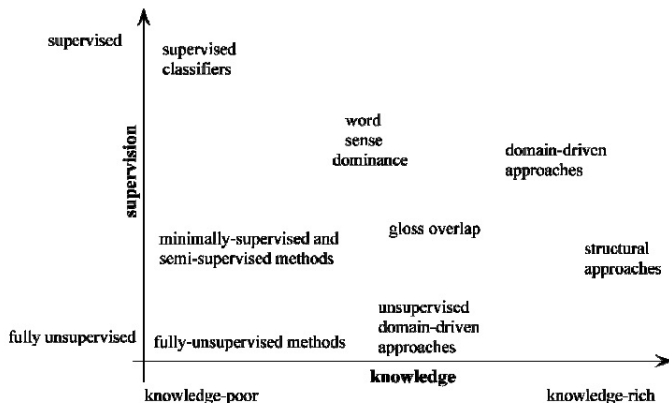 supervised
supervised
classifiers
word
sense
dominance
domain-driven
approaches
supervision
minimally-supervised and
semi-supervised methods
gloss overlap
structural
approaches
fully unsupervised
fully-unsupervised methods
unsupervised
domain-driven
approaches
knowledge
knowledge-poor
knowledge-rich